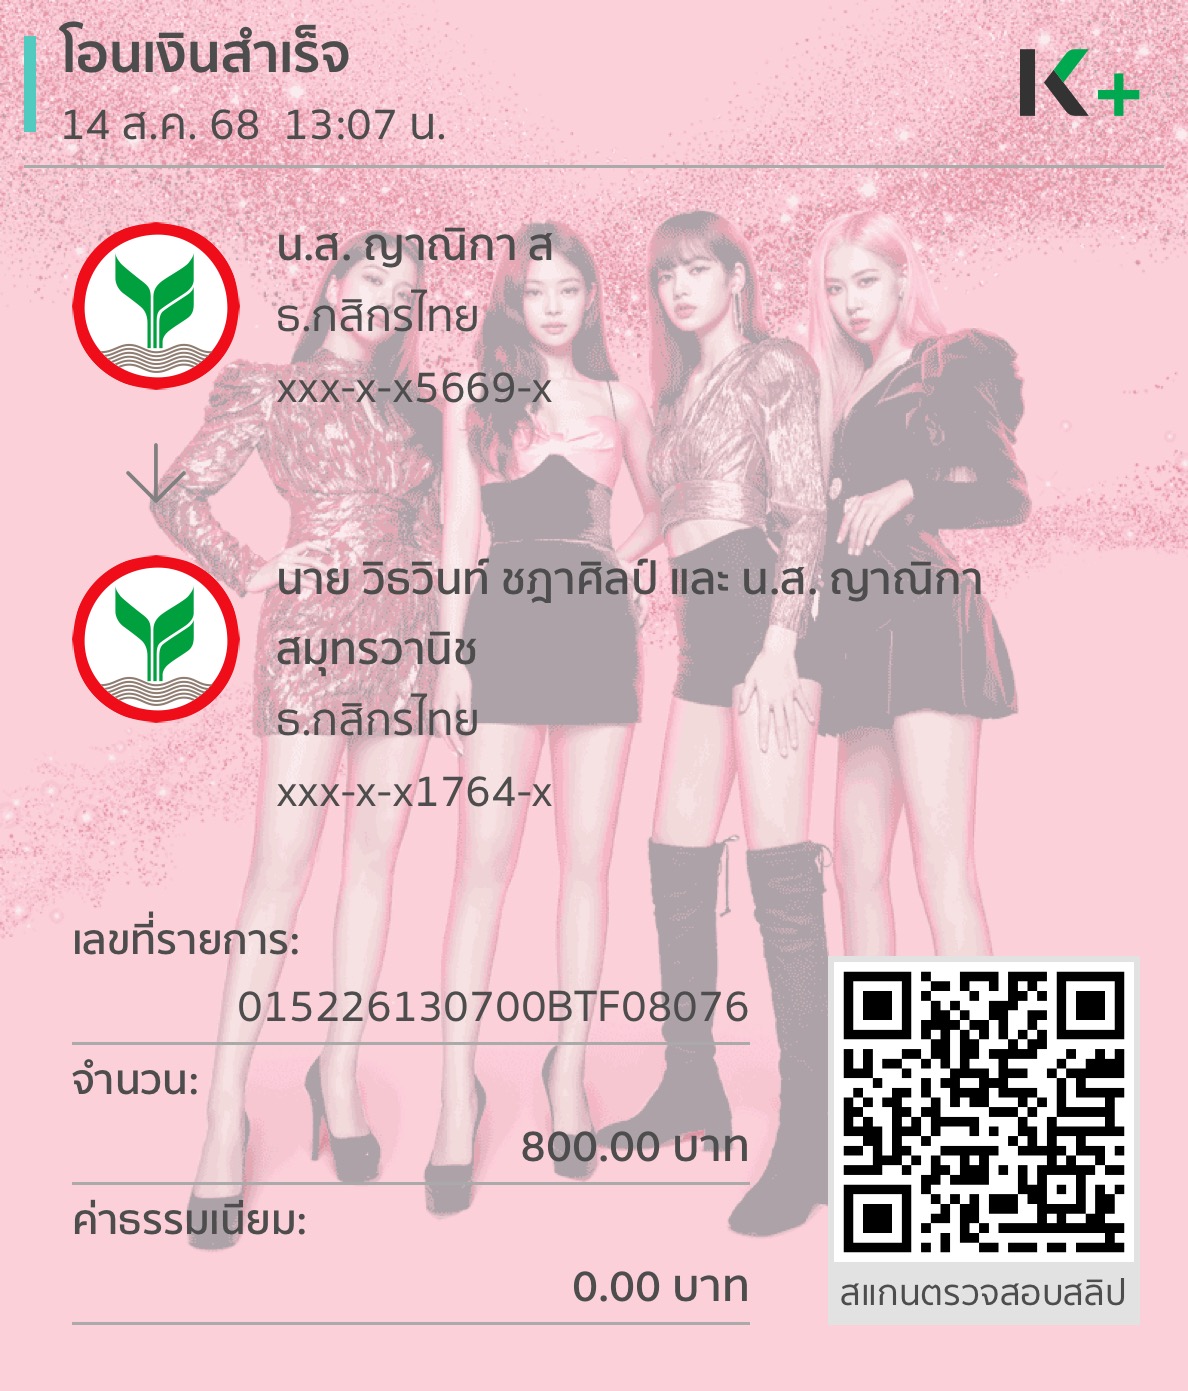 โอนเงินสำเร็จ
14 ส.ค. 68  13:07 น.
K+
น.ส. ญาณิกา ส
ธ.กสิกรไทย
xxx-x-x5669-x
นาย วิธวินท์ ชฎาศิลป์ และ น.ส. ญาณิกา
สมุทรวานิช
ธ.กสิกรไทย
xxx-x-x1764-x
เลขที่รายการ:
015226130700BTF08076
จำนวน:
800.00 บาท
ค่าธรรมเนียม:
0.00 บาท
สแกนตรวจสอบสลิป